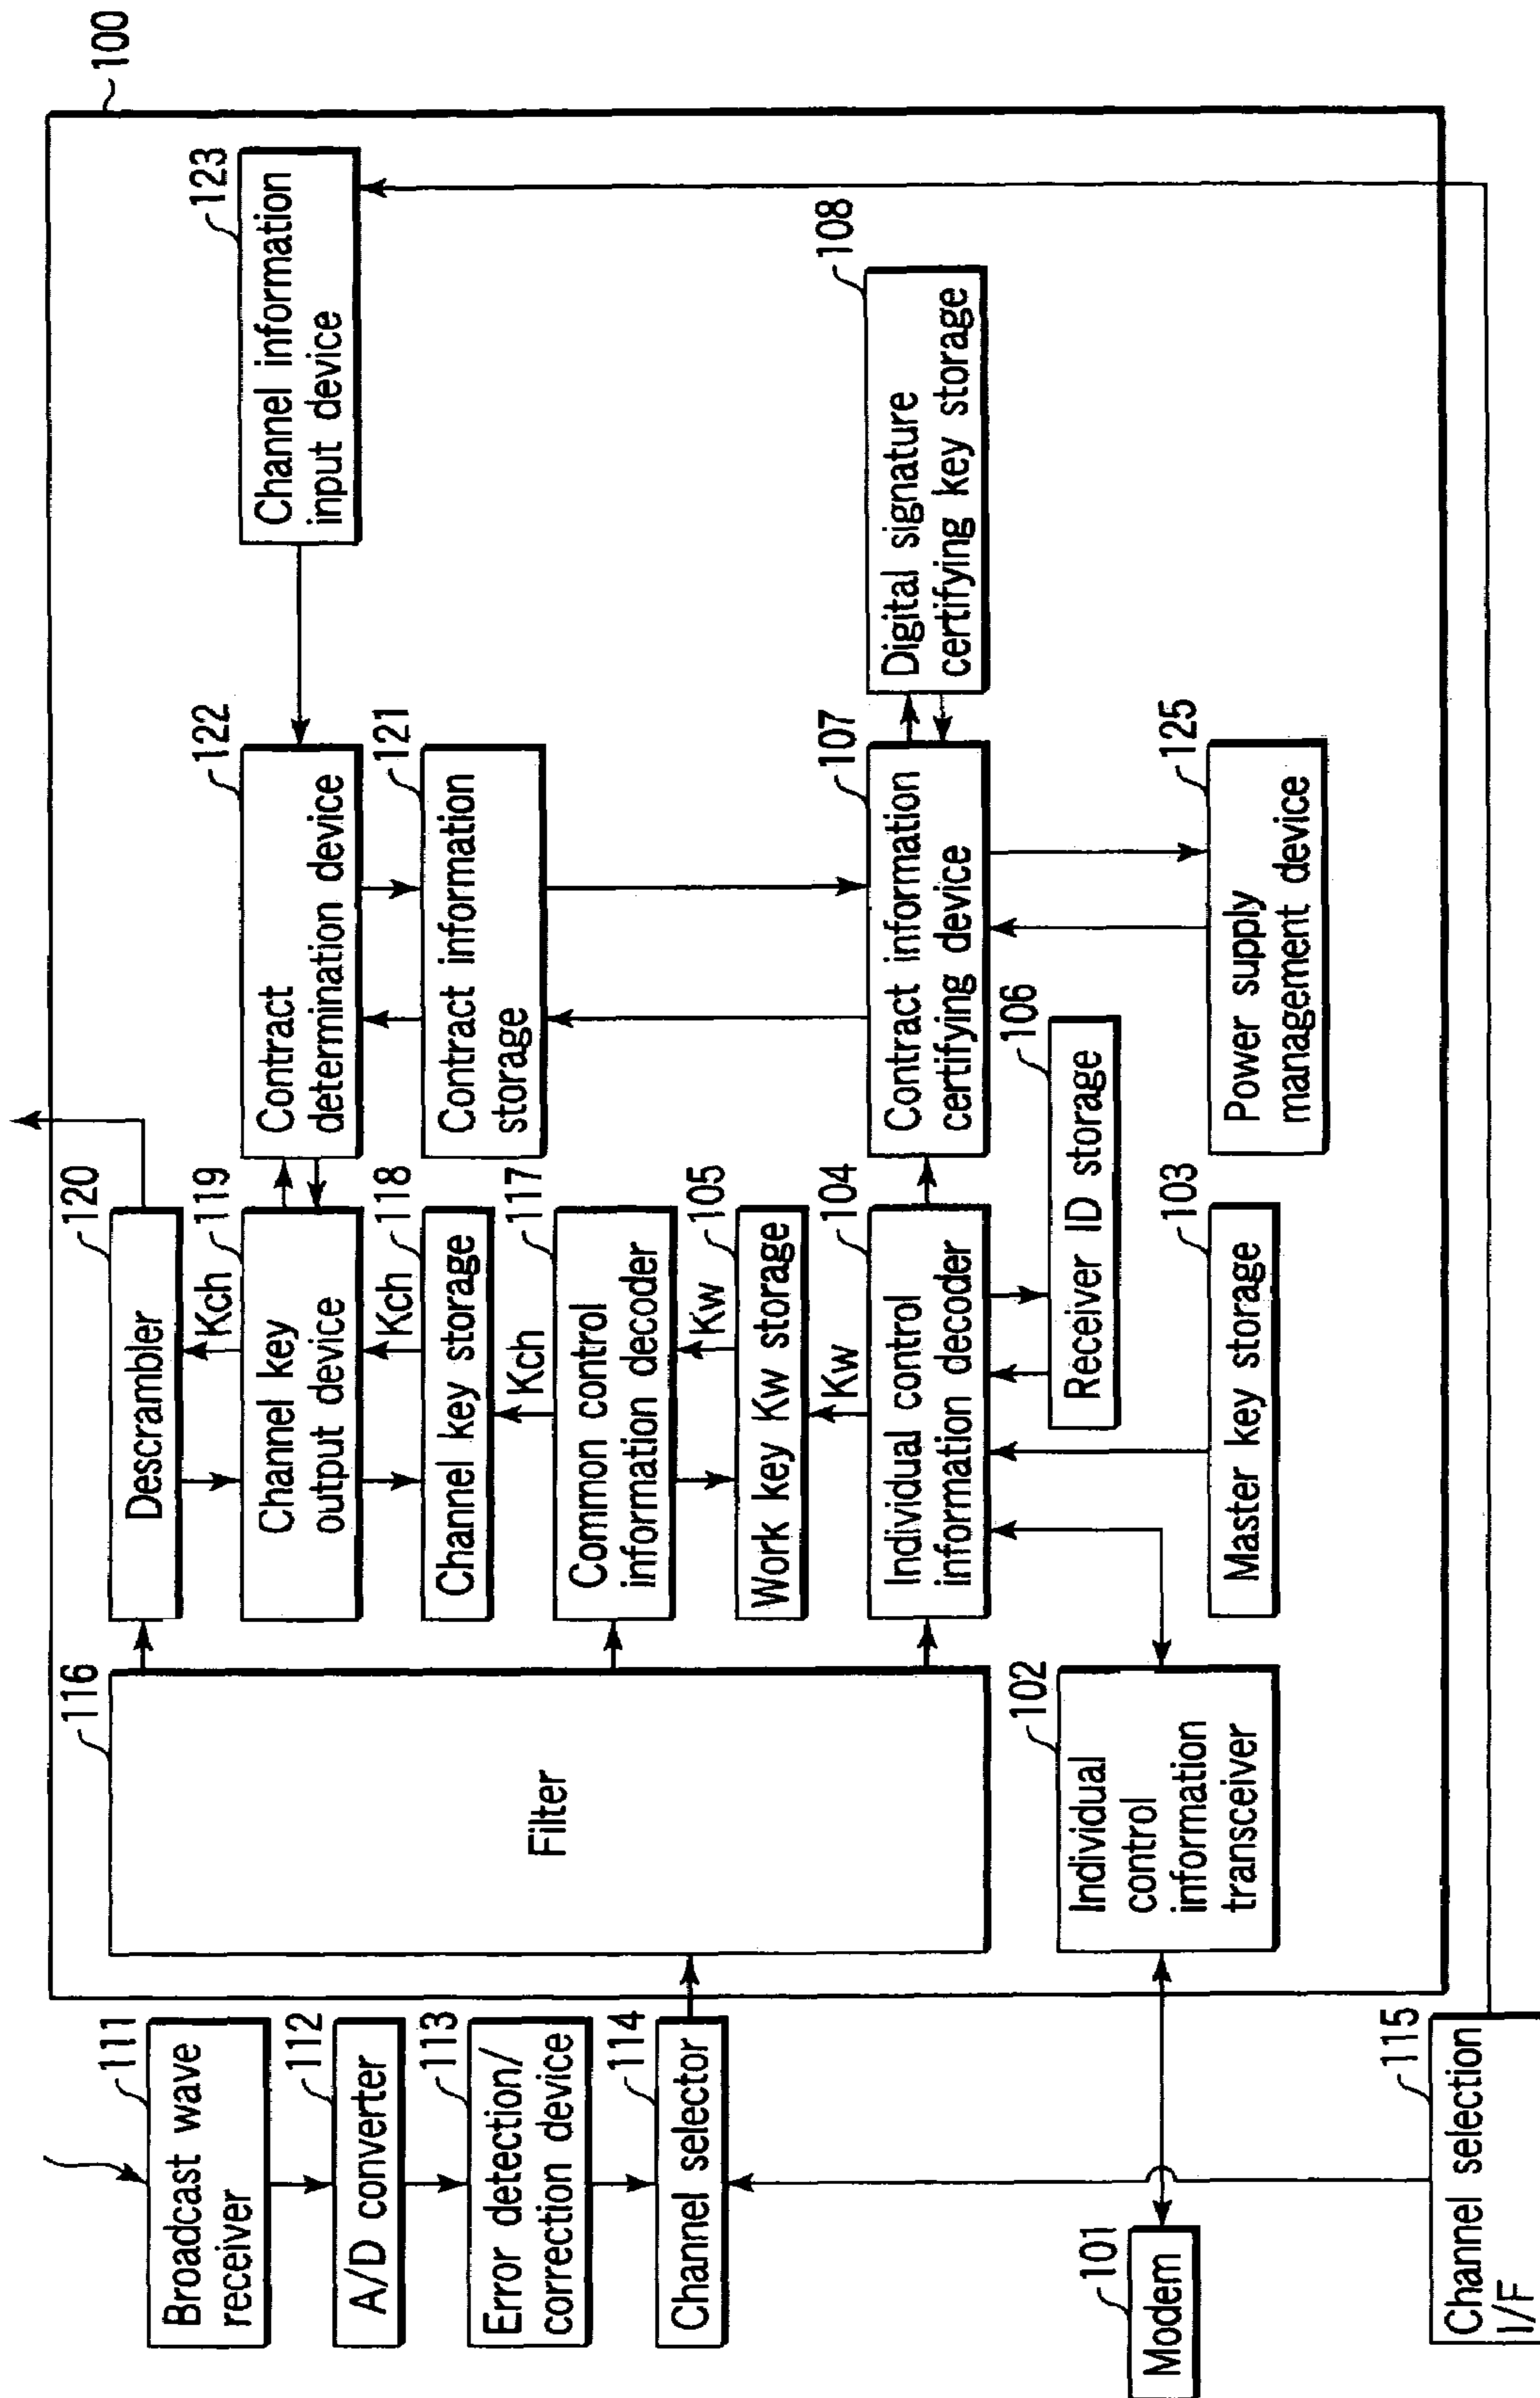 100
111
Broadcast wave
receiver
112
A/D converter
113
Error detection/
correction device
114
Channel selector
101
Modem
115
Channel selection
I/F
116
Filter
102
Individual
control
information
transceiver
120
Descrambler
Kch
119
Channel key
output device
Kch
118
Channel key storage
Kch
117
Common control
information decoder
Kw
105
Work key Kw storage
Kw
104
Individual control
information decoder
106
Receiver ID storage
103
Master key storage
122
Contract
determination device
121
Contract information
storage
107
Contract information
certifying device
125
Power supply
management device
123
Channel information
input device
108
Digital signature
certifying key storage